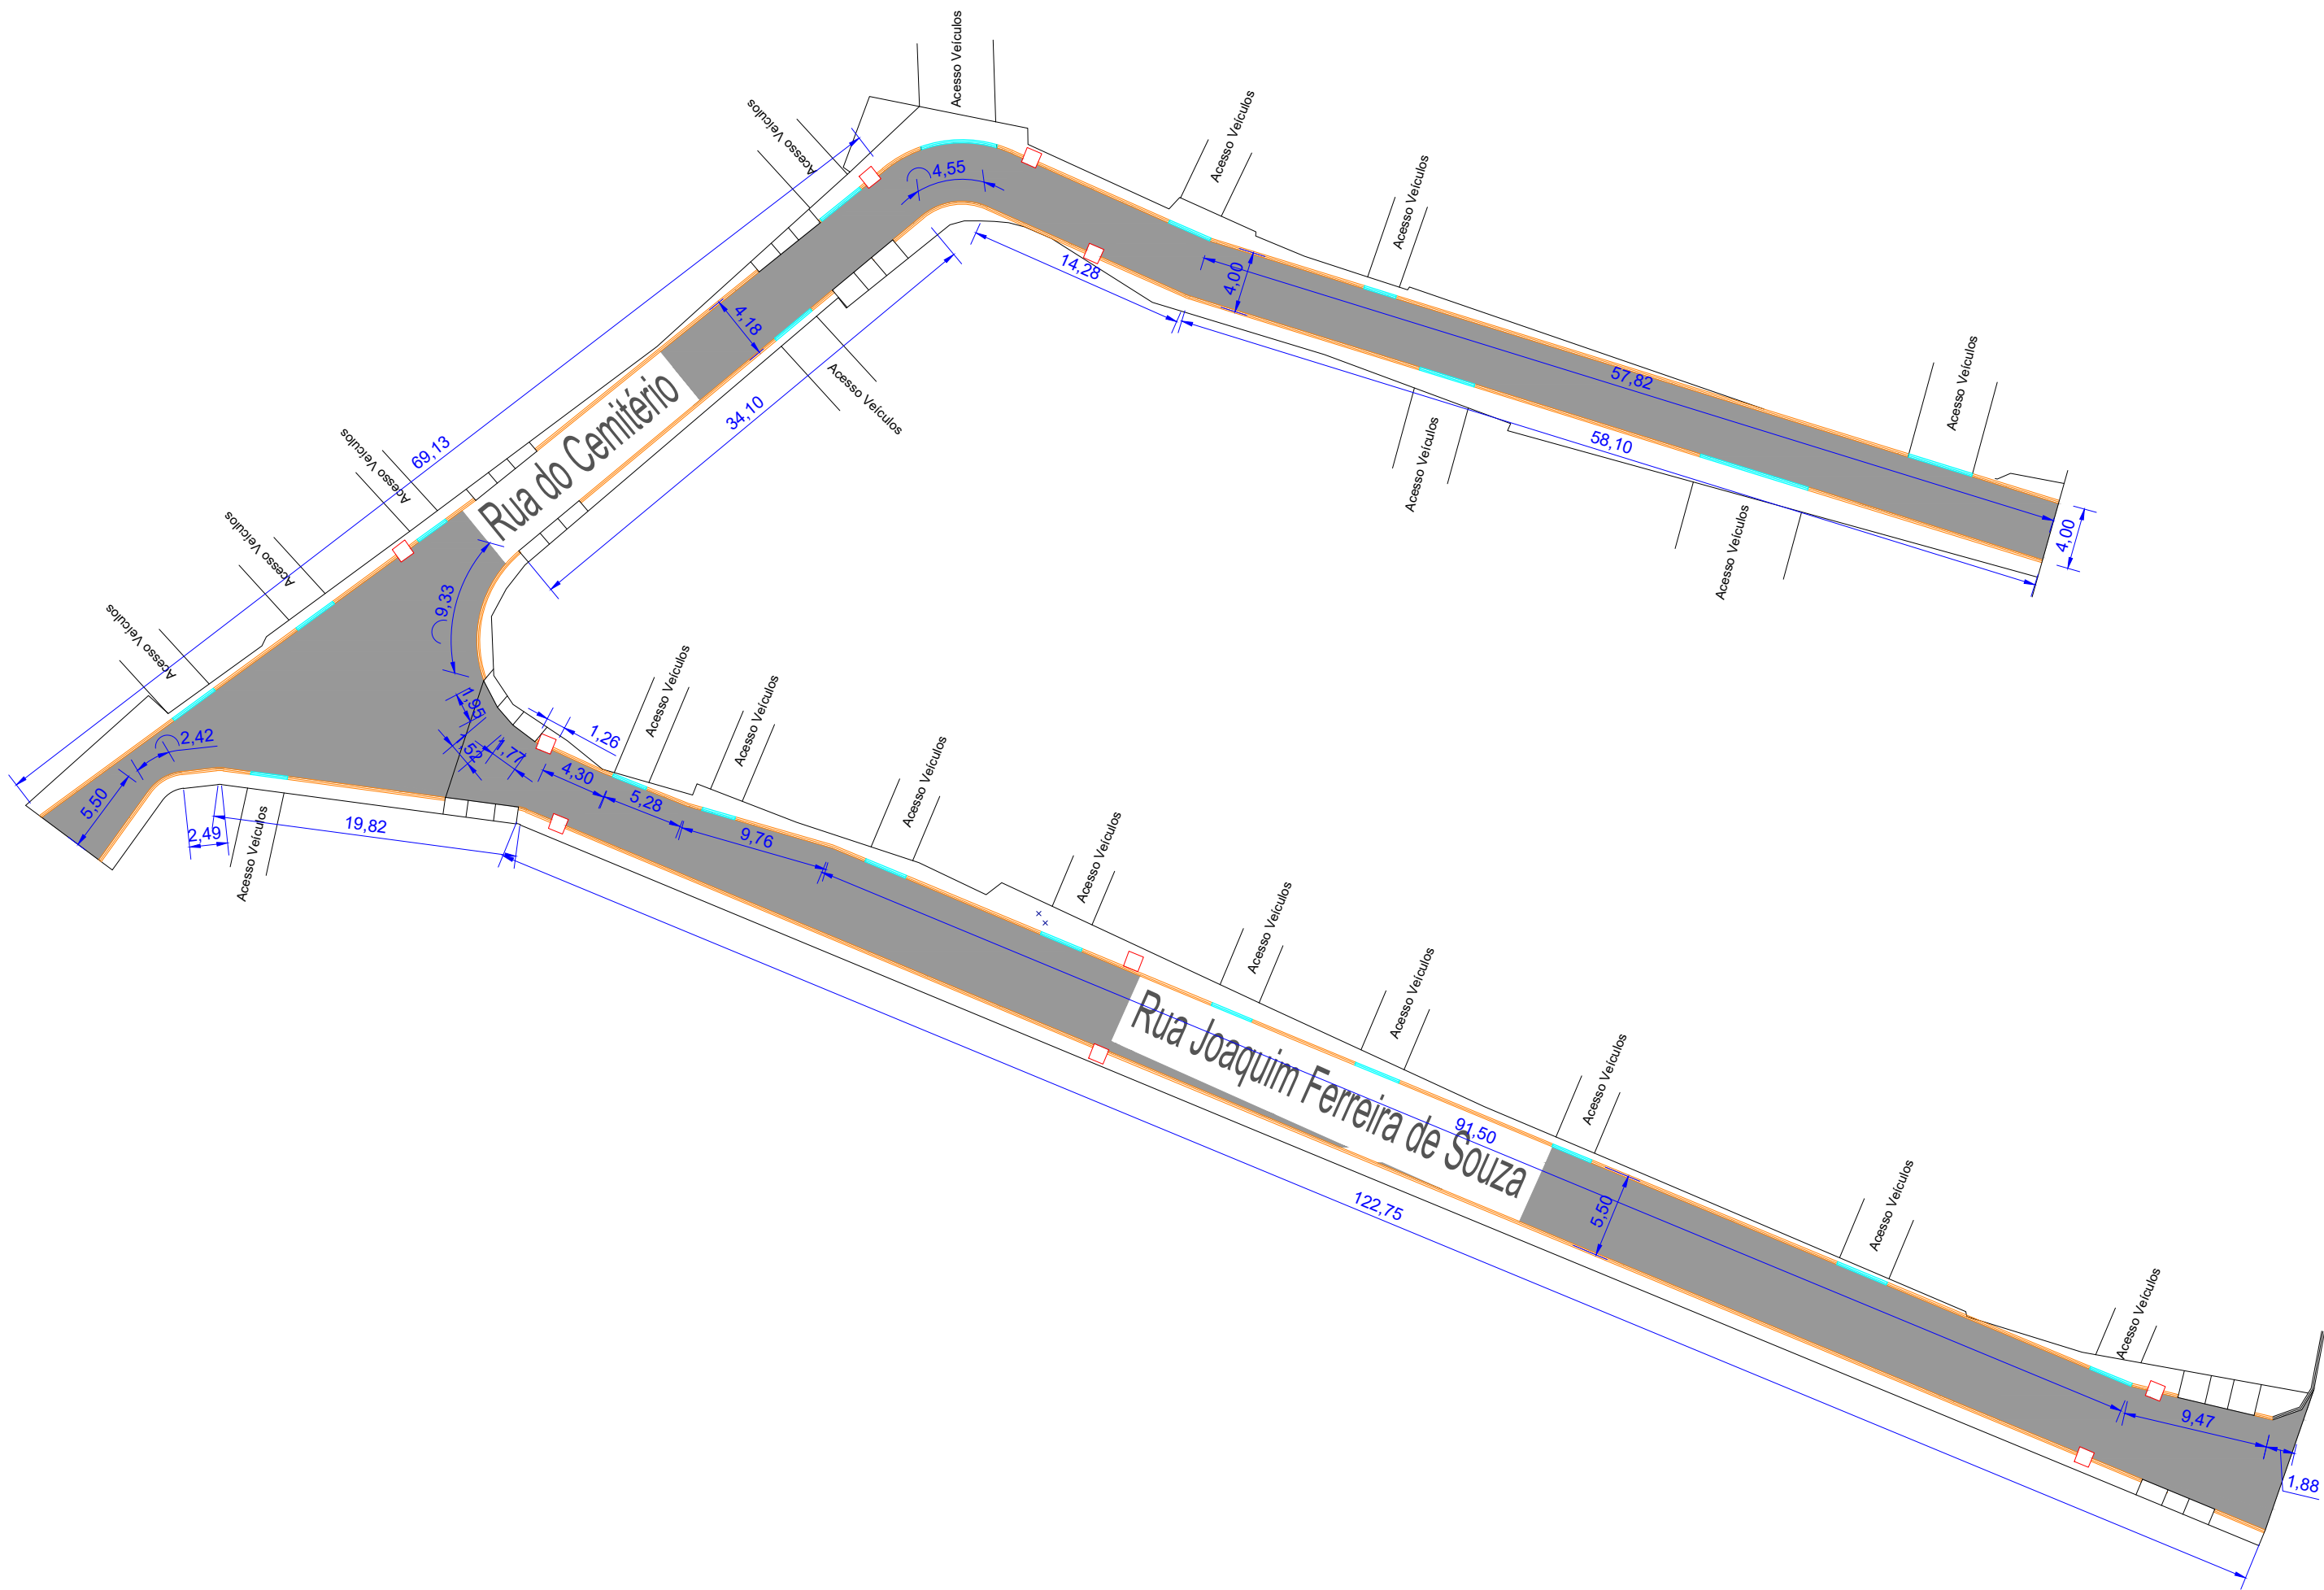 Acesso Veículos
Acesso Veículos
Acesso Veículos
Acesso Veículos
4,55
14,28
4,00
57,82
58,10
Acesso Veículos
4,00
Acesso Veículos
Acesso Veículos
4,18
Rua do Cemitério
34,10
Acesso Veículos
69,13
Acesso Veículos
Acesso Veículos
Acesso Veículos
9,33
1,95
1,52
1,77
1,26
2,42
5,50
2,49
19,82
Acesso Veículos
4,30
5,28
9,76
Acesso Veículos
Acesso Veículos
Acesso Veículos
Acesso Veículos
Acesso Veículos
Acesso Veículos
Acesso Veículos
Rua Joaquim Ferreira de Souza
91,50
122,75
5,50
Acesso Veículos
Acesso Veículos
9,47
1,88